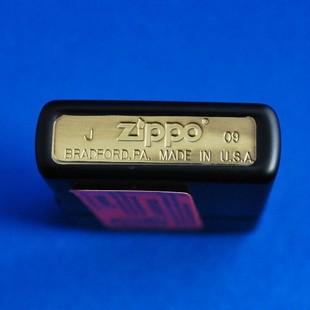 J zippo® 09
BRADFORD,PA. MADE IN U.S.A.